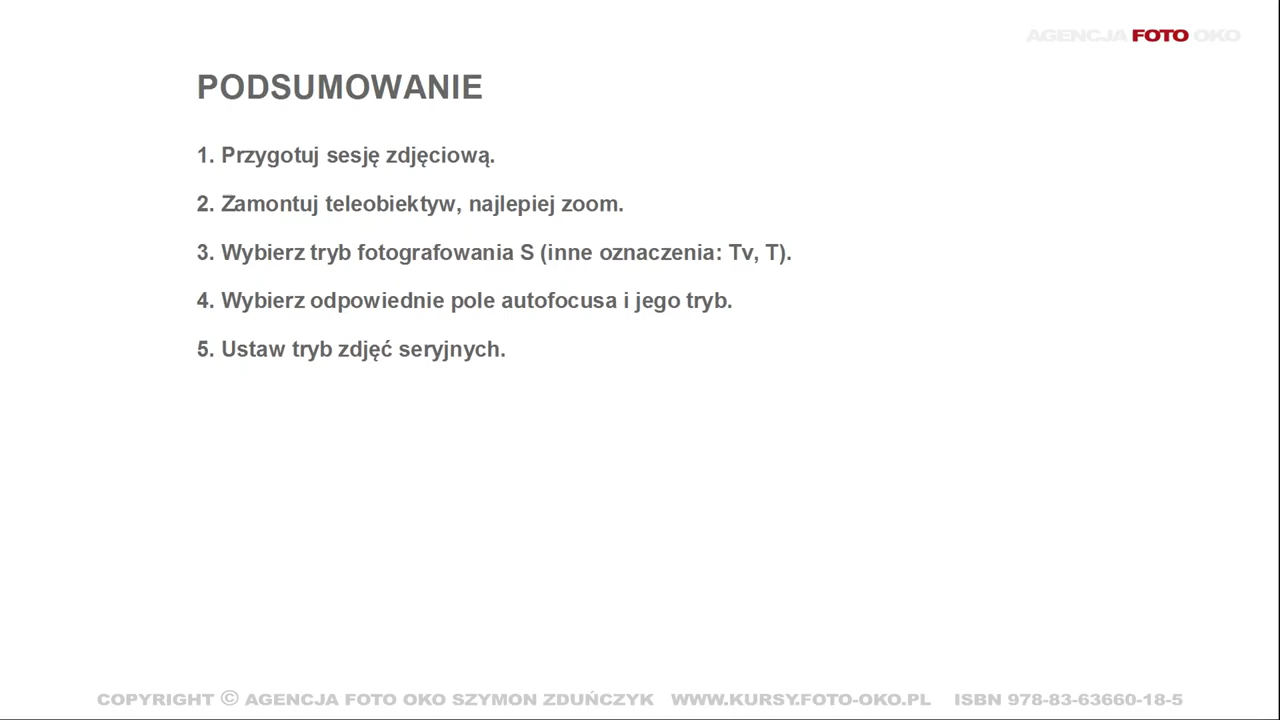 AGENCJA FOTO OKO
PODSUMOWANIE
1. Przygotuj sesję zdjęciową.
2. Zamontuj teleobiektyw, najlepiej zoom.
3. Wybierz tryb fotografowania S (inne oznaczenia: Tv, T).
4. Wybierz odpowiednie pole autofocusa i jego tryb.
5. Ustaw tryb zdjęć seryjnych.
COPYRIGHT © AGENCJA FOTO OKO SZYMON ZDUŃCZYK WWW.KURSY.FOTO-OKO.PL ISBN 978-83-63660-18-5